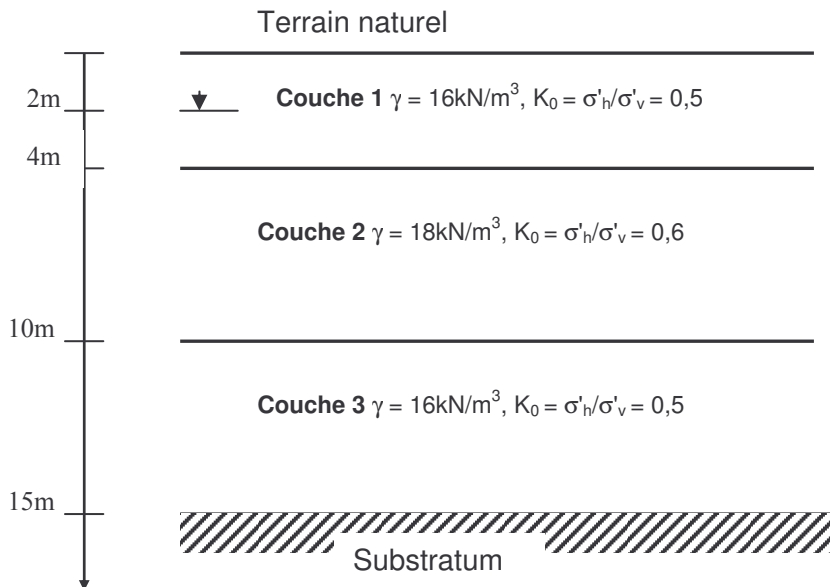 Terrain naturel
2m
Couche 1 γ = 16kN/m³, K₀ = σ'ₕ/σ'ᵥ = 0,5
4m
Couche 2 γ = 18kN/m³, K₀ = σ'ₕ/σ'ᵥ = 0,6
10m
Couche 3 γ = 16kN/m³, K₀ = σ'ₕ/σ'ᵥ = 0,5
15m
Substratum